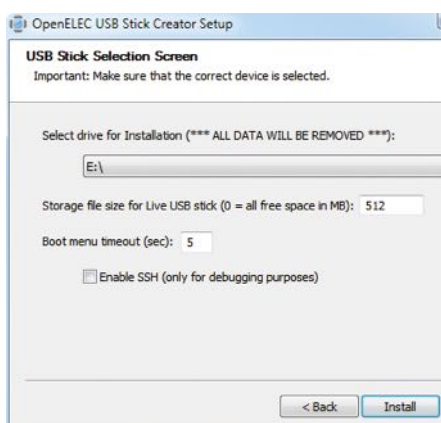 OpenELEC USB Stick Creator Setup
USB Stick Selection Screen
Important: Make sure that the correct device is selected.
Select drive for Installation (*** ALL DATA WILL BE REMOVED ***):
E:\
Storage file size for Live USB stick (0 = all free space in MB): 512
Boot menu timeout (sec): 5
Enable SSH (only for debugging purposes)
< Back Install